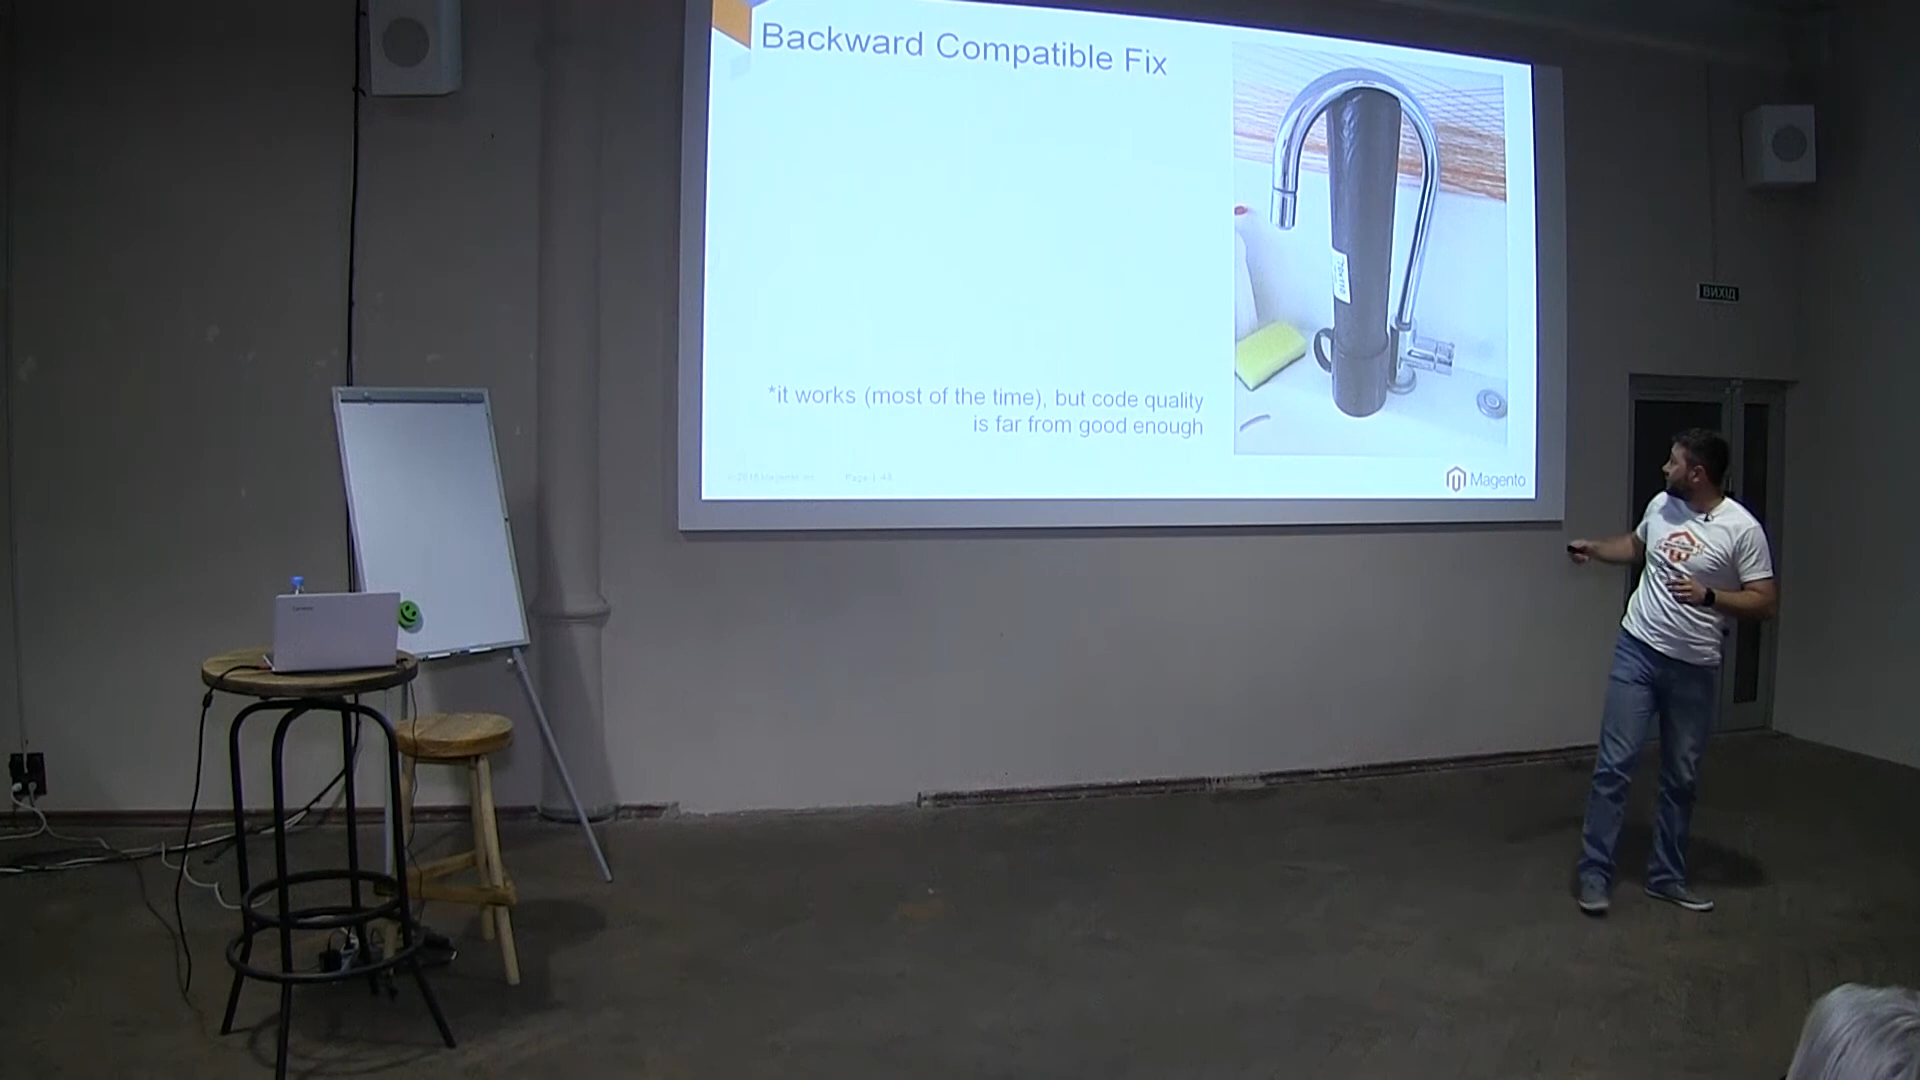 Backward Compatible Fix
*it works (most of the time), but code quality
is far from good enough
Magento
ВИХІД
Lenovo